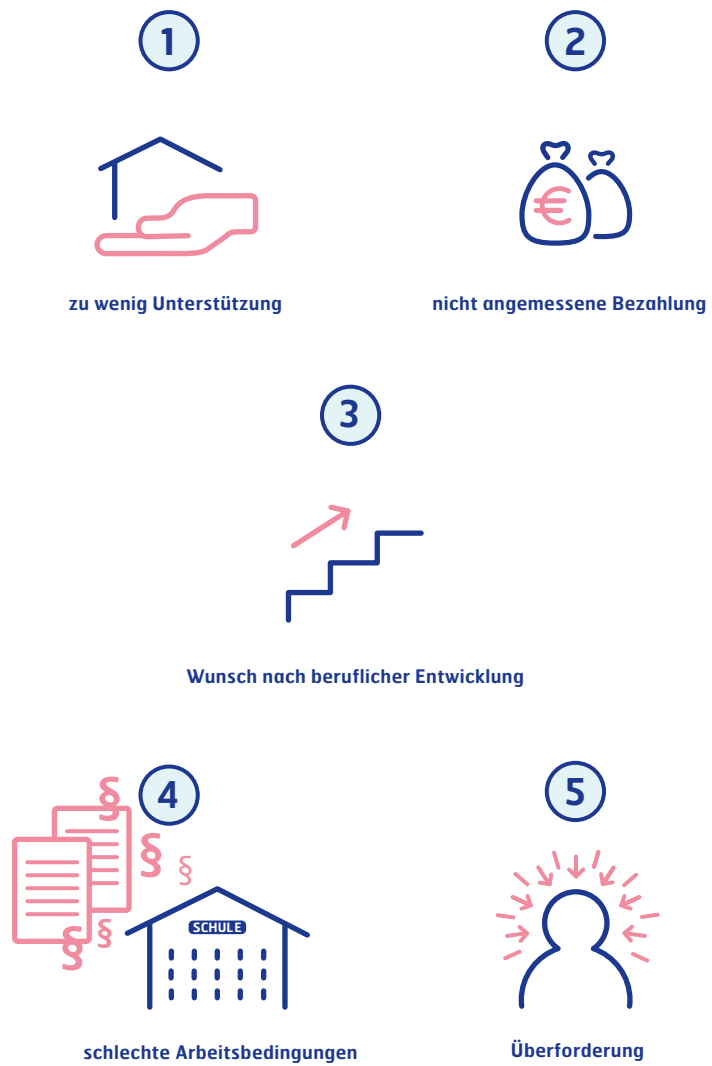 1
2
€
zu wenig Unterstützung
nicht angemessene Bezahlung
3
Wunsch nach beruflicher Entwicklung
4
5
§
§
§
SCHULE
§
§
schlechte Arbeitsbedingungen
Überforderung